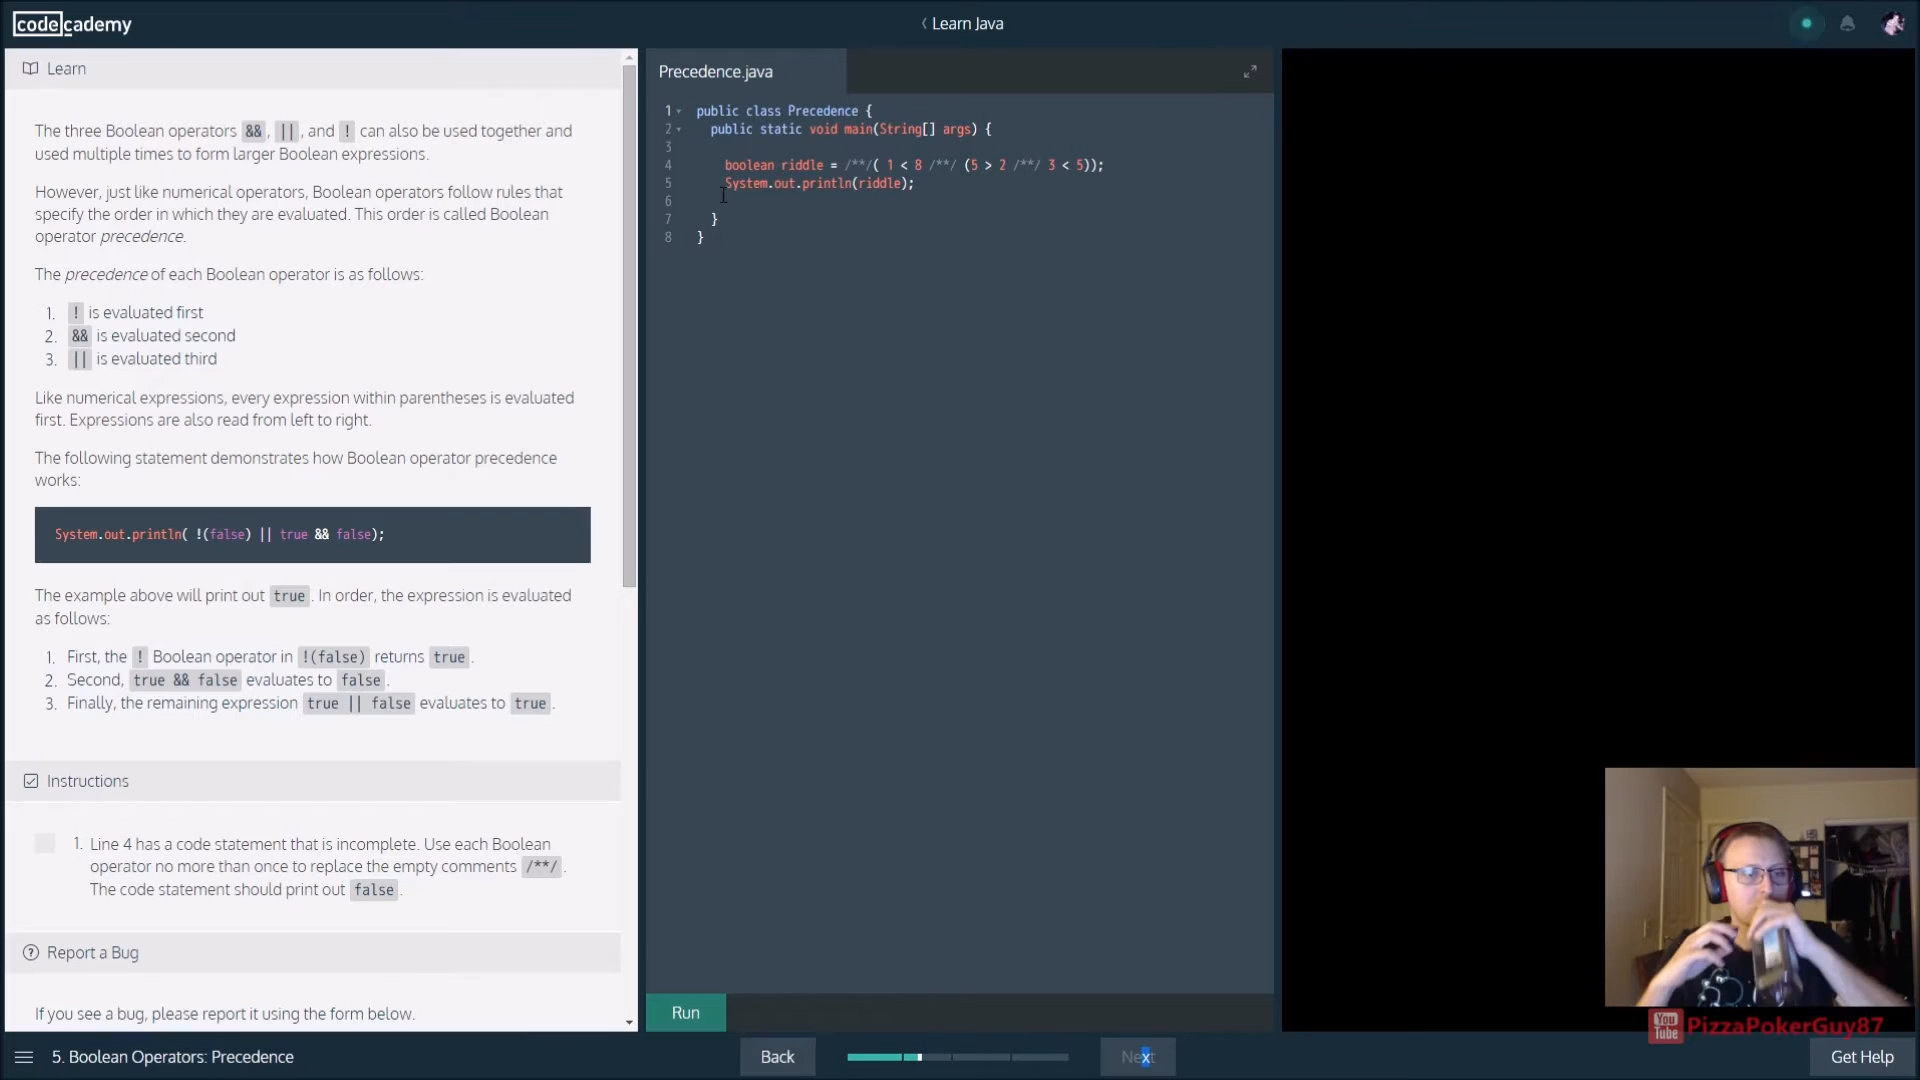 codecademy
Learn Java
Learn
The three Boolean operators &&, ||, and ! can also be used together and
used multiple times to form larger Boolean expressions.
However, just like numerical operators, Boolean operators follow rules that
specify the order in which they are evaluated. This order is called Boolean
operator precedence.
The precedence of each Boolean operator is as follows:
1. ! is evaluated first
2. && is evaluated second
3. || is evaluated third
Like numerical expressions, every expression within parentheses is evaluated
first. Expressions are also read from left to right.
The following statement demonstrates how Boolean operator precedence
works:
System.out.println( !(false) || true && false);
The example above will print out true. In order, the expression is evaluated
as follows:
1. First, the ! Boolean operator in !(false) returns true.
2. Second, true && false evaluates to false.
3. Finally, the remaining expression true || false evaluates to true.
Instructions
1. Line 4 has a code statement that is incomplete. Use each Boolean
operator no more than once to replace the empty comments /**/.
The code statement should print out false.
Report a Bug
If you see a bug, please report it using the form below.
Precedence.java
1 public class Precedence {
2 public static void main(String[] args) {
3
4 boolean riddle = /**/( 1 < 8 /**/ (5 > 2 /**/ 3 < 5));
5 System.out.println(riddle);
6
7 }
8 }
Run
You Tube PizzaPokerGuy87
5. Boolean Operators: Precedence
Back
Next
Get Help